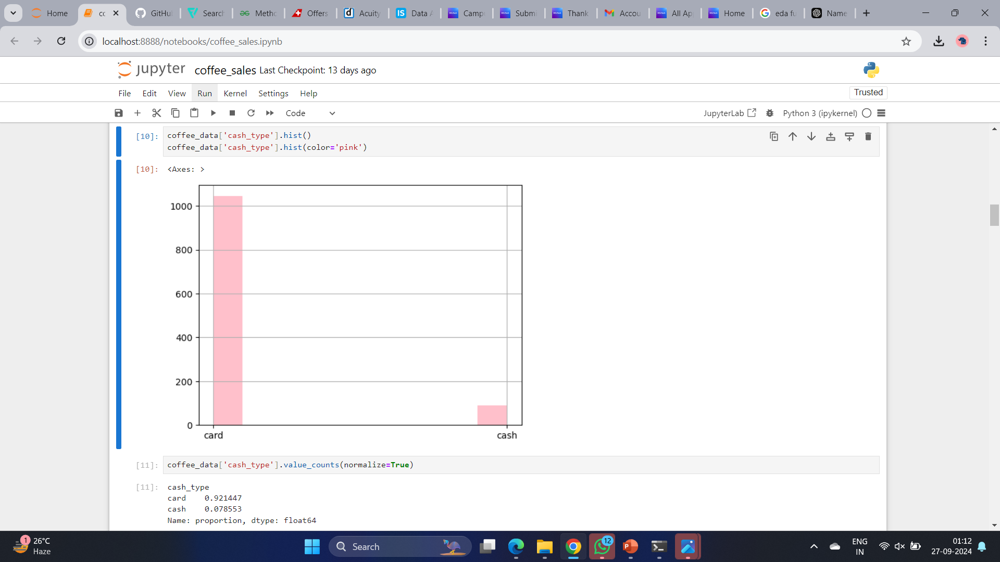 Home
co
GitHu
Search
Metho
Offers
Acuity
Data A
Camp
Submi
Thank
Accou
All Ap
Home
eda fu
Name
localhost:8888/notebooks/coffee_sales.ipynb
jupyter coffee_sales Last Checkpoint: 13 days ago
File Edit View Run Kernel Settings Help
Trusted
Code
JupyterLab
Python 3 (ipykernel)
[10]:
coffee_data['cash_type'].hist()
coffee_data['cash_type'].hist(color='pink')
[10]:
<Axes: >
1000
800
600
400
200
0
card
cash
[11]:
coffee_data['cash_type'].value_counts(normalize=True)
[11]:
cash_type
card    0.921447
cash    0.078553
Name: proportion, dtype: float64
1
26°C
Haze
Search
12
ENG
IN
01:12
27-09-2024